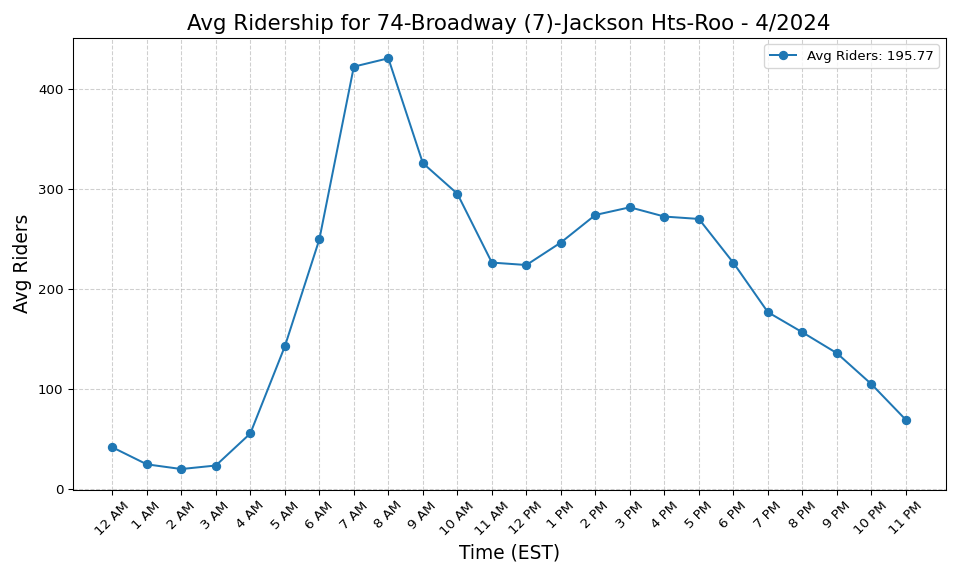 Avg Ridership for 74-Broadway (7)-Jackson Hts-Roo - 4/2024
Avg Riders: 195.77
Avg Riders
400
300
200
100
0
12 AM
1 AM
2 AM
3 AM
4 AM
5 AM
6 AM
7 AM
8 AM
9 AM
10 AM
11 AM
12 PM
1 PM
2 PM
3 PM
4 PM
5 PM
6 PM
7 PM
8 PM
9 PM
10 PM
11 PM
Time (EST)